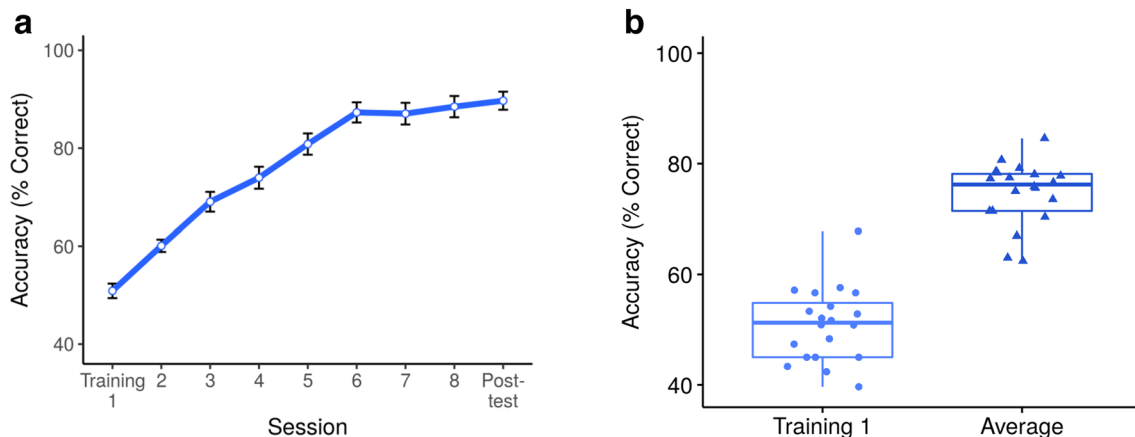 a
Accuracy (% Correct)
100
80
60
40
Training 1
2
3
4
5
6
7
8
Post-
test
Session
b
Accuracy (% Correct)
100
80
60
40
Training 1
Average